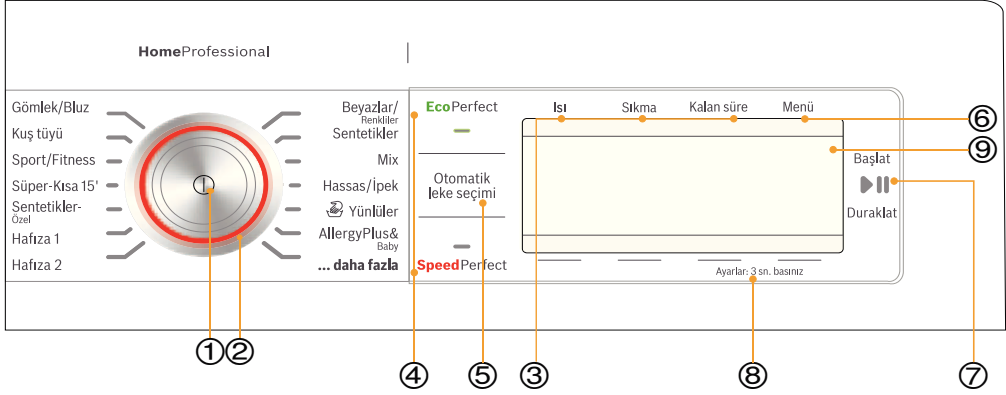 HomeProfessional
Gömlek/Bluz
Kuş tüyü
Sport/Fitness
Süper-Kısa 15'
Sentetikler-
Özel
Hafıza 1
Hafıza 2
Beyazlar/
Renkliler
Sentetikler
Mix
Hassas/İpek
Yünlüler
AllergyPlus&
Baby
... daha fazla
EcoPerfect
Otomatik
leke seçimi
SpeedPerfect
Isı
Sıkma
Kalan süre
Menü
Ayarlar: 3 sn. basınız
Başlat
Duraklat
⑥
⑨
①
②
④
⑤
③
⑧
⑦